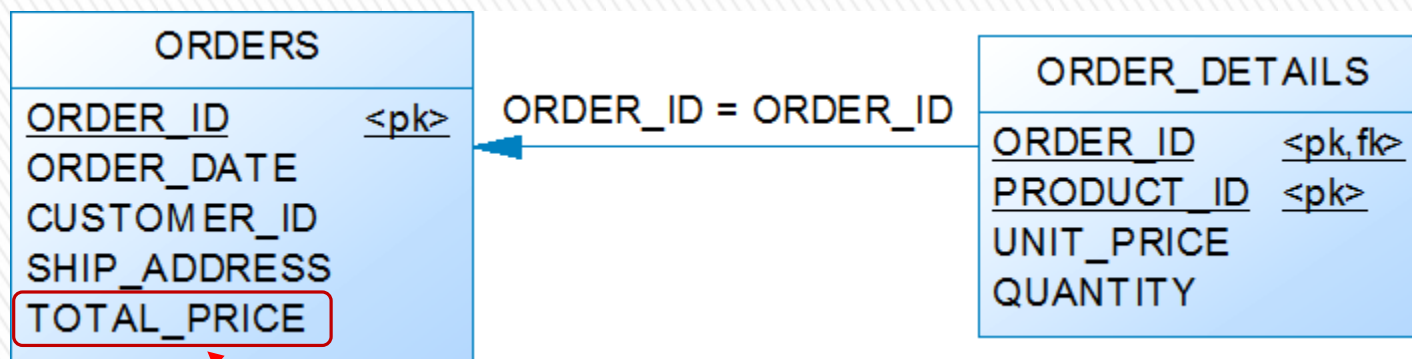 ORDERS
ORDER_ID <pk>
ORDER_DATE
CUSTOMER_ID
SHIP_ADDRESS
TOTAL_PRICE
ORDER_ID = ORDER_ID
ORDER_DETAILS
ORDER_ID <pk,fk>
PRODUCT_ID <pk>
UNIT_PRICE
QUANTITY